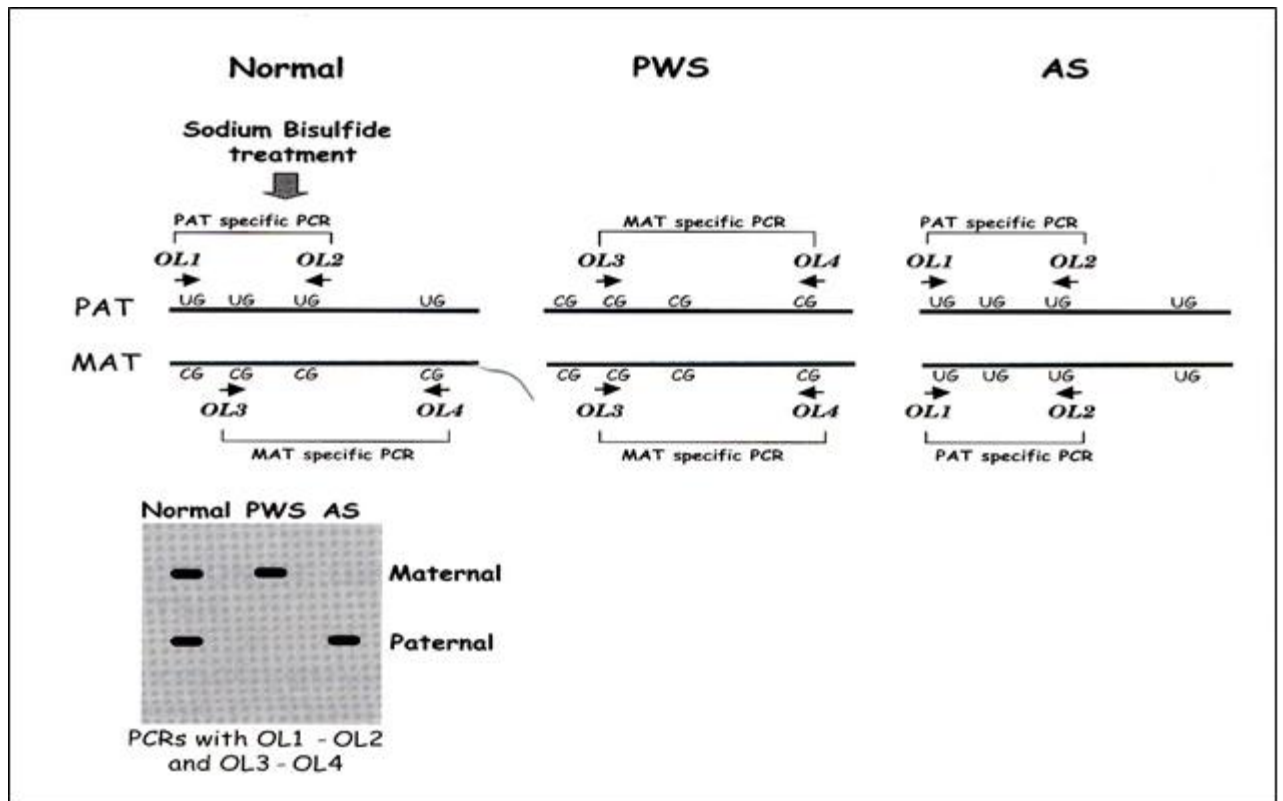 Normal
PWS
AS
Sodium Bisulfide
treatment
PAT specific PCR
MAT specific PCR
PAT specific PCR
OL1 OL2
OL3 OL4
OL1 OL2
PAT
UG UG UG UG
CG CG CG CG
UG UG UG UG
MAT
CG CG CG CG
CG CG CG CG
UG UG UG UG
OL3 OL4
OL3 OL4
OL1 OL2
MAT specific PCR
MAT specific PCR
PAT specific PCR
Normal PWS AS
Maternal
Paternal
PCRs with OL1 - OL2
and OL3 - OL4